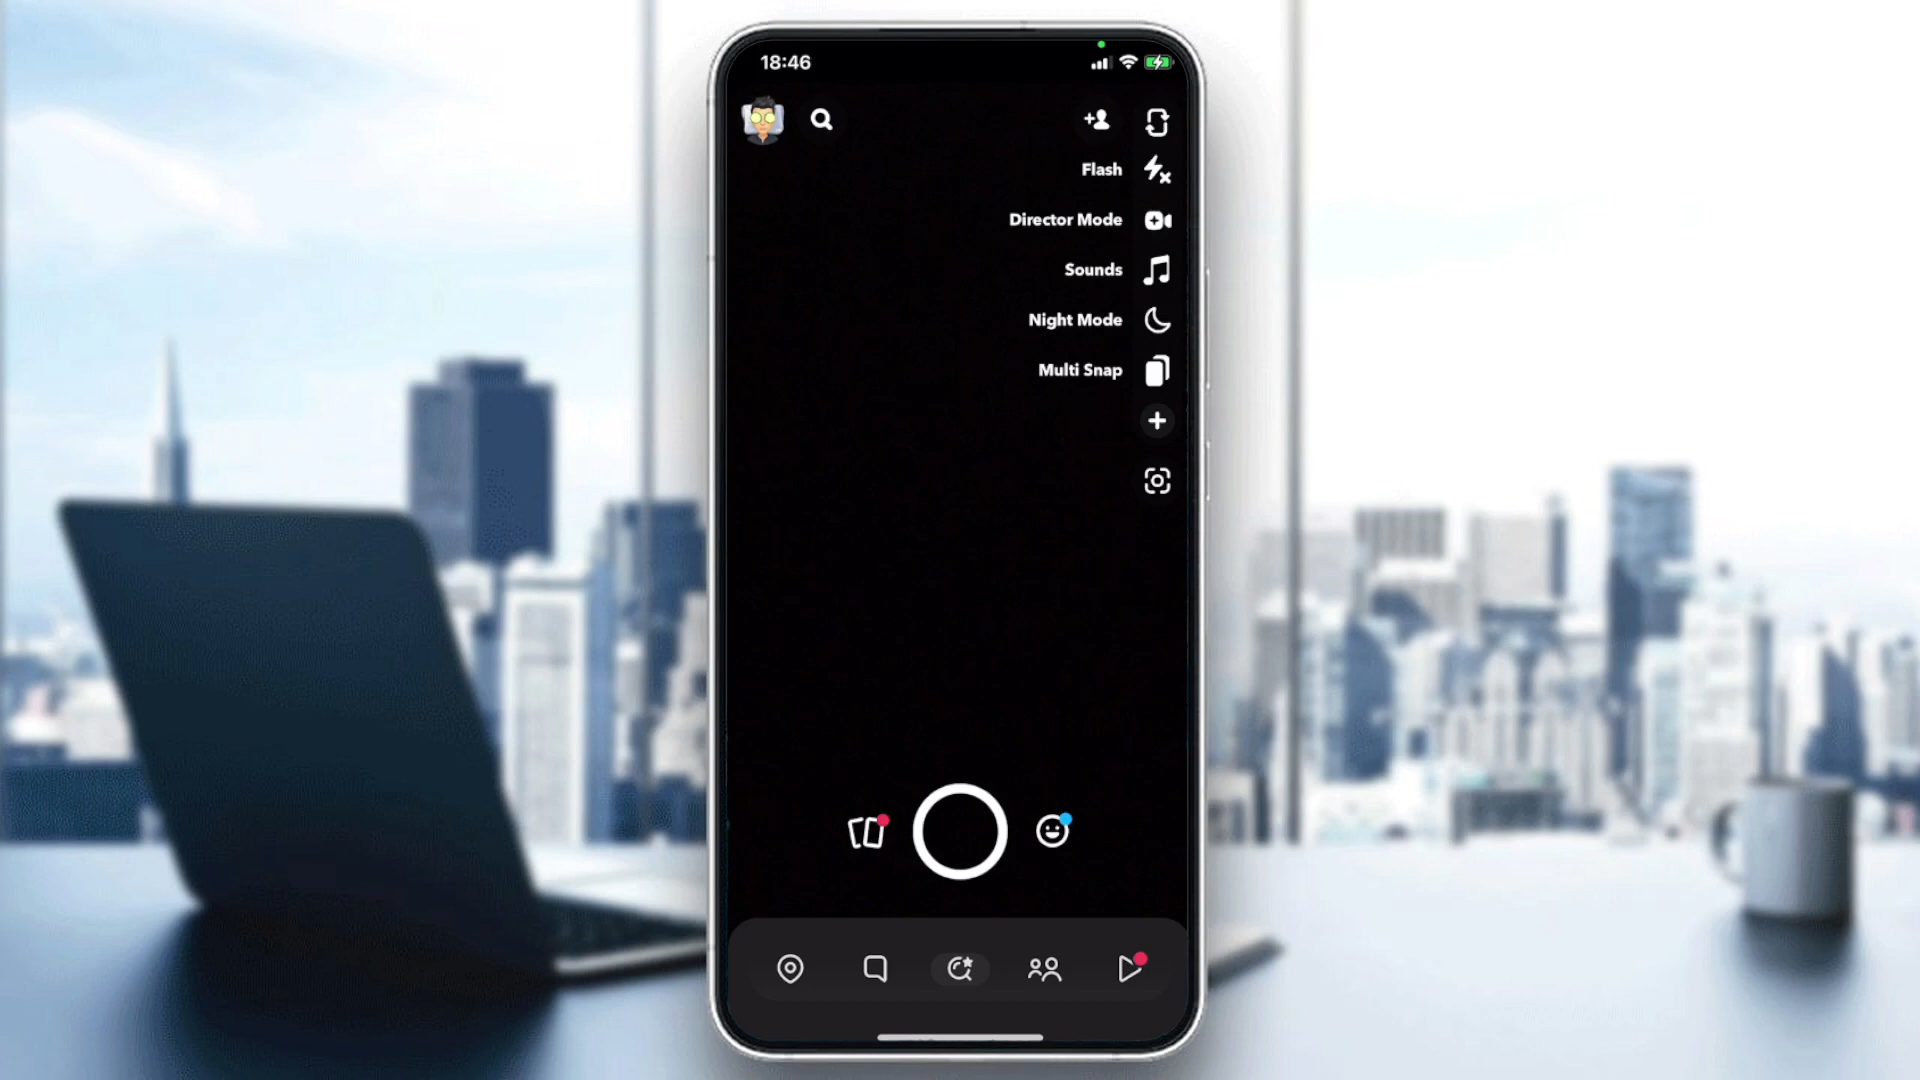 18:46
Flash
Director Mode
Sounds
Night Mode
Multi Snap